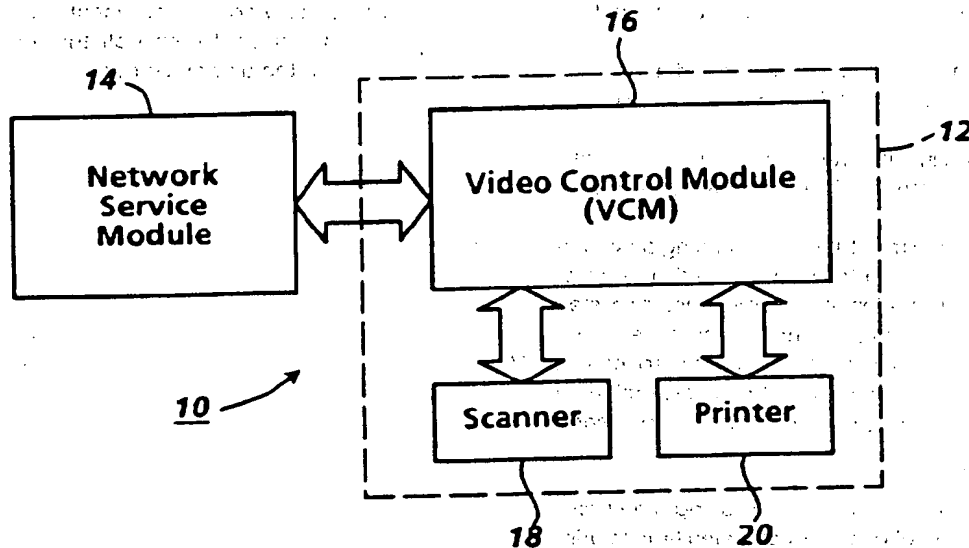 16
14
12
Network
Service
Module
Video Control Module
(VCM)
10
Scanner
Printer
18
20